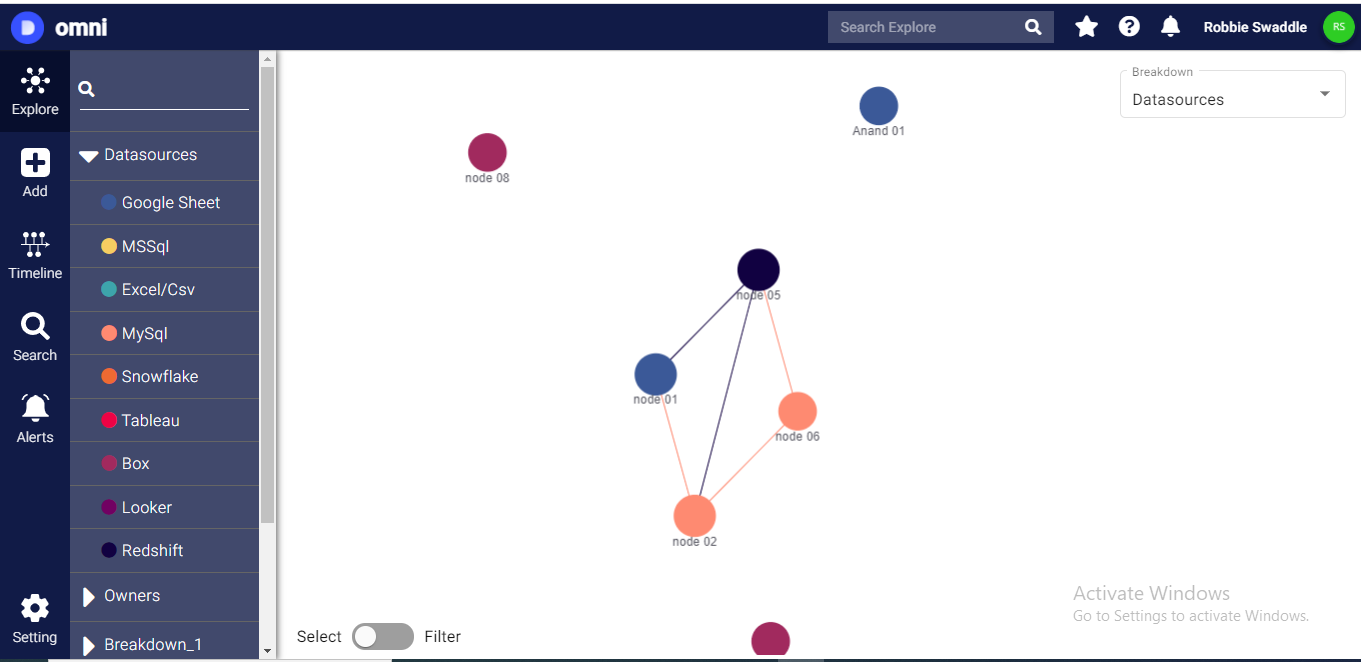 D omni
Search Explore
Robbie Swaddle
RS
Explore
Add
Timeline
Search
Alerts
Setting
Datasources
Google Sheet
MSSql
Excel/Csv
MySql
Snowflake
Tableau
Box
Looker
Redshift
Owners
Breakdown_1
Breakdown
Datasources
Anand 01
node 08
node 05
node 01
node 06
node 02
Select
Filter
Activate Windows
Go to Settings to activate Windows.